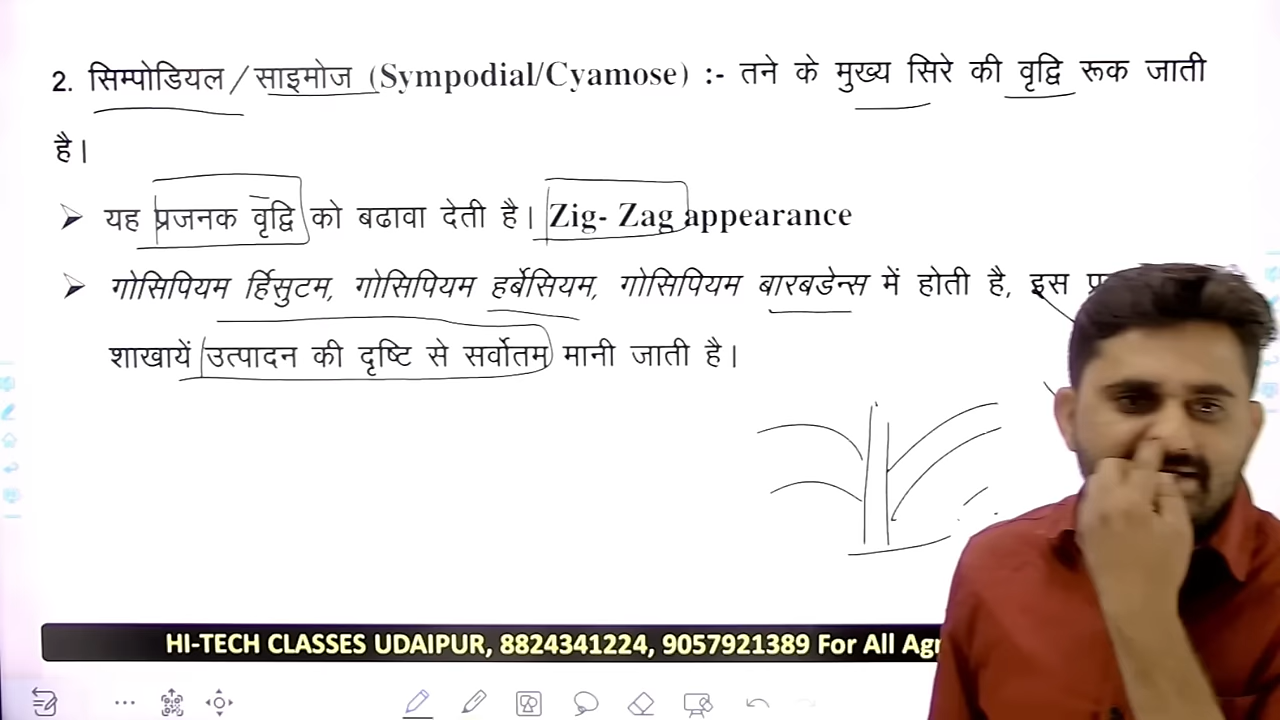 2. सिम्पोडियल / साइमोज (Sympodial/Cyamose) :- तने के मुख्य सिरे की वृद्धि रूक जाती
है।
यह प्रजनक वृद्धि को बढावा देती है। Zig- Zag appearance
गोसिपियम हिर्सुटम, गोसिपियम हर्बेसियम, गोसिपियम बारबडेन्स में होती है, इस
शाखायें उत्पादन की दृष्टि से सर्वोतम मानी जाती है।
HI-TECH CLASSES UDAIPUR, 8824341224, 9057921389 For All